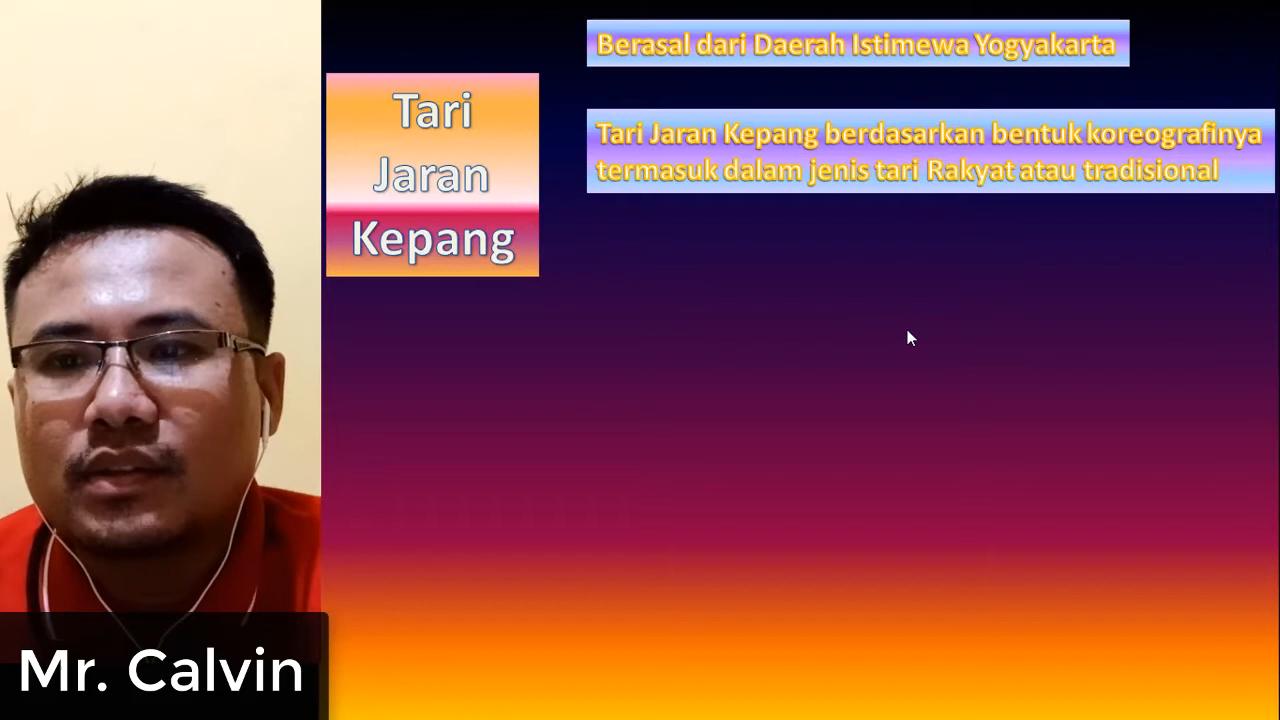 Berasal dari Daerah Istimewa Yogyakarta
Tari
Jaran
Kepang
Tari Jaran Kepang berdasarkan bentuk koreografinya
termasuk dalam jenis tari Rakyat atau tradisional
Mr. Calvin